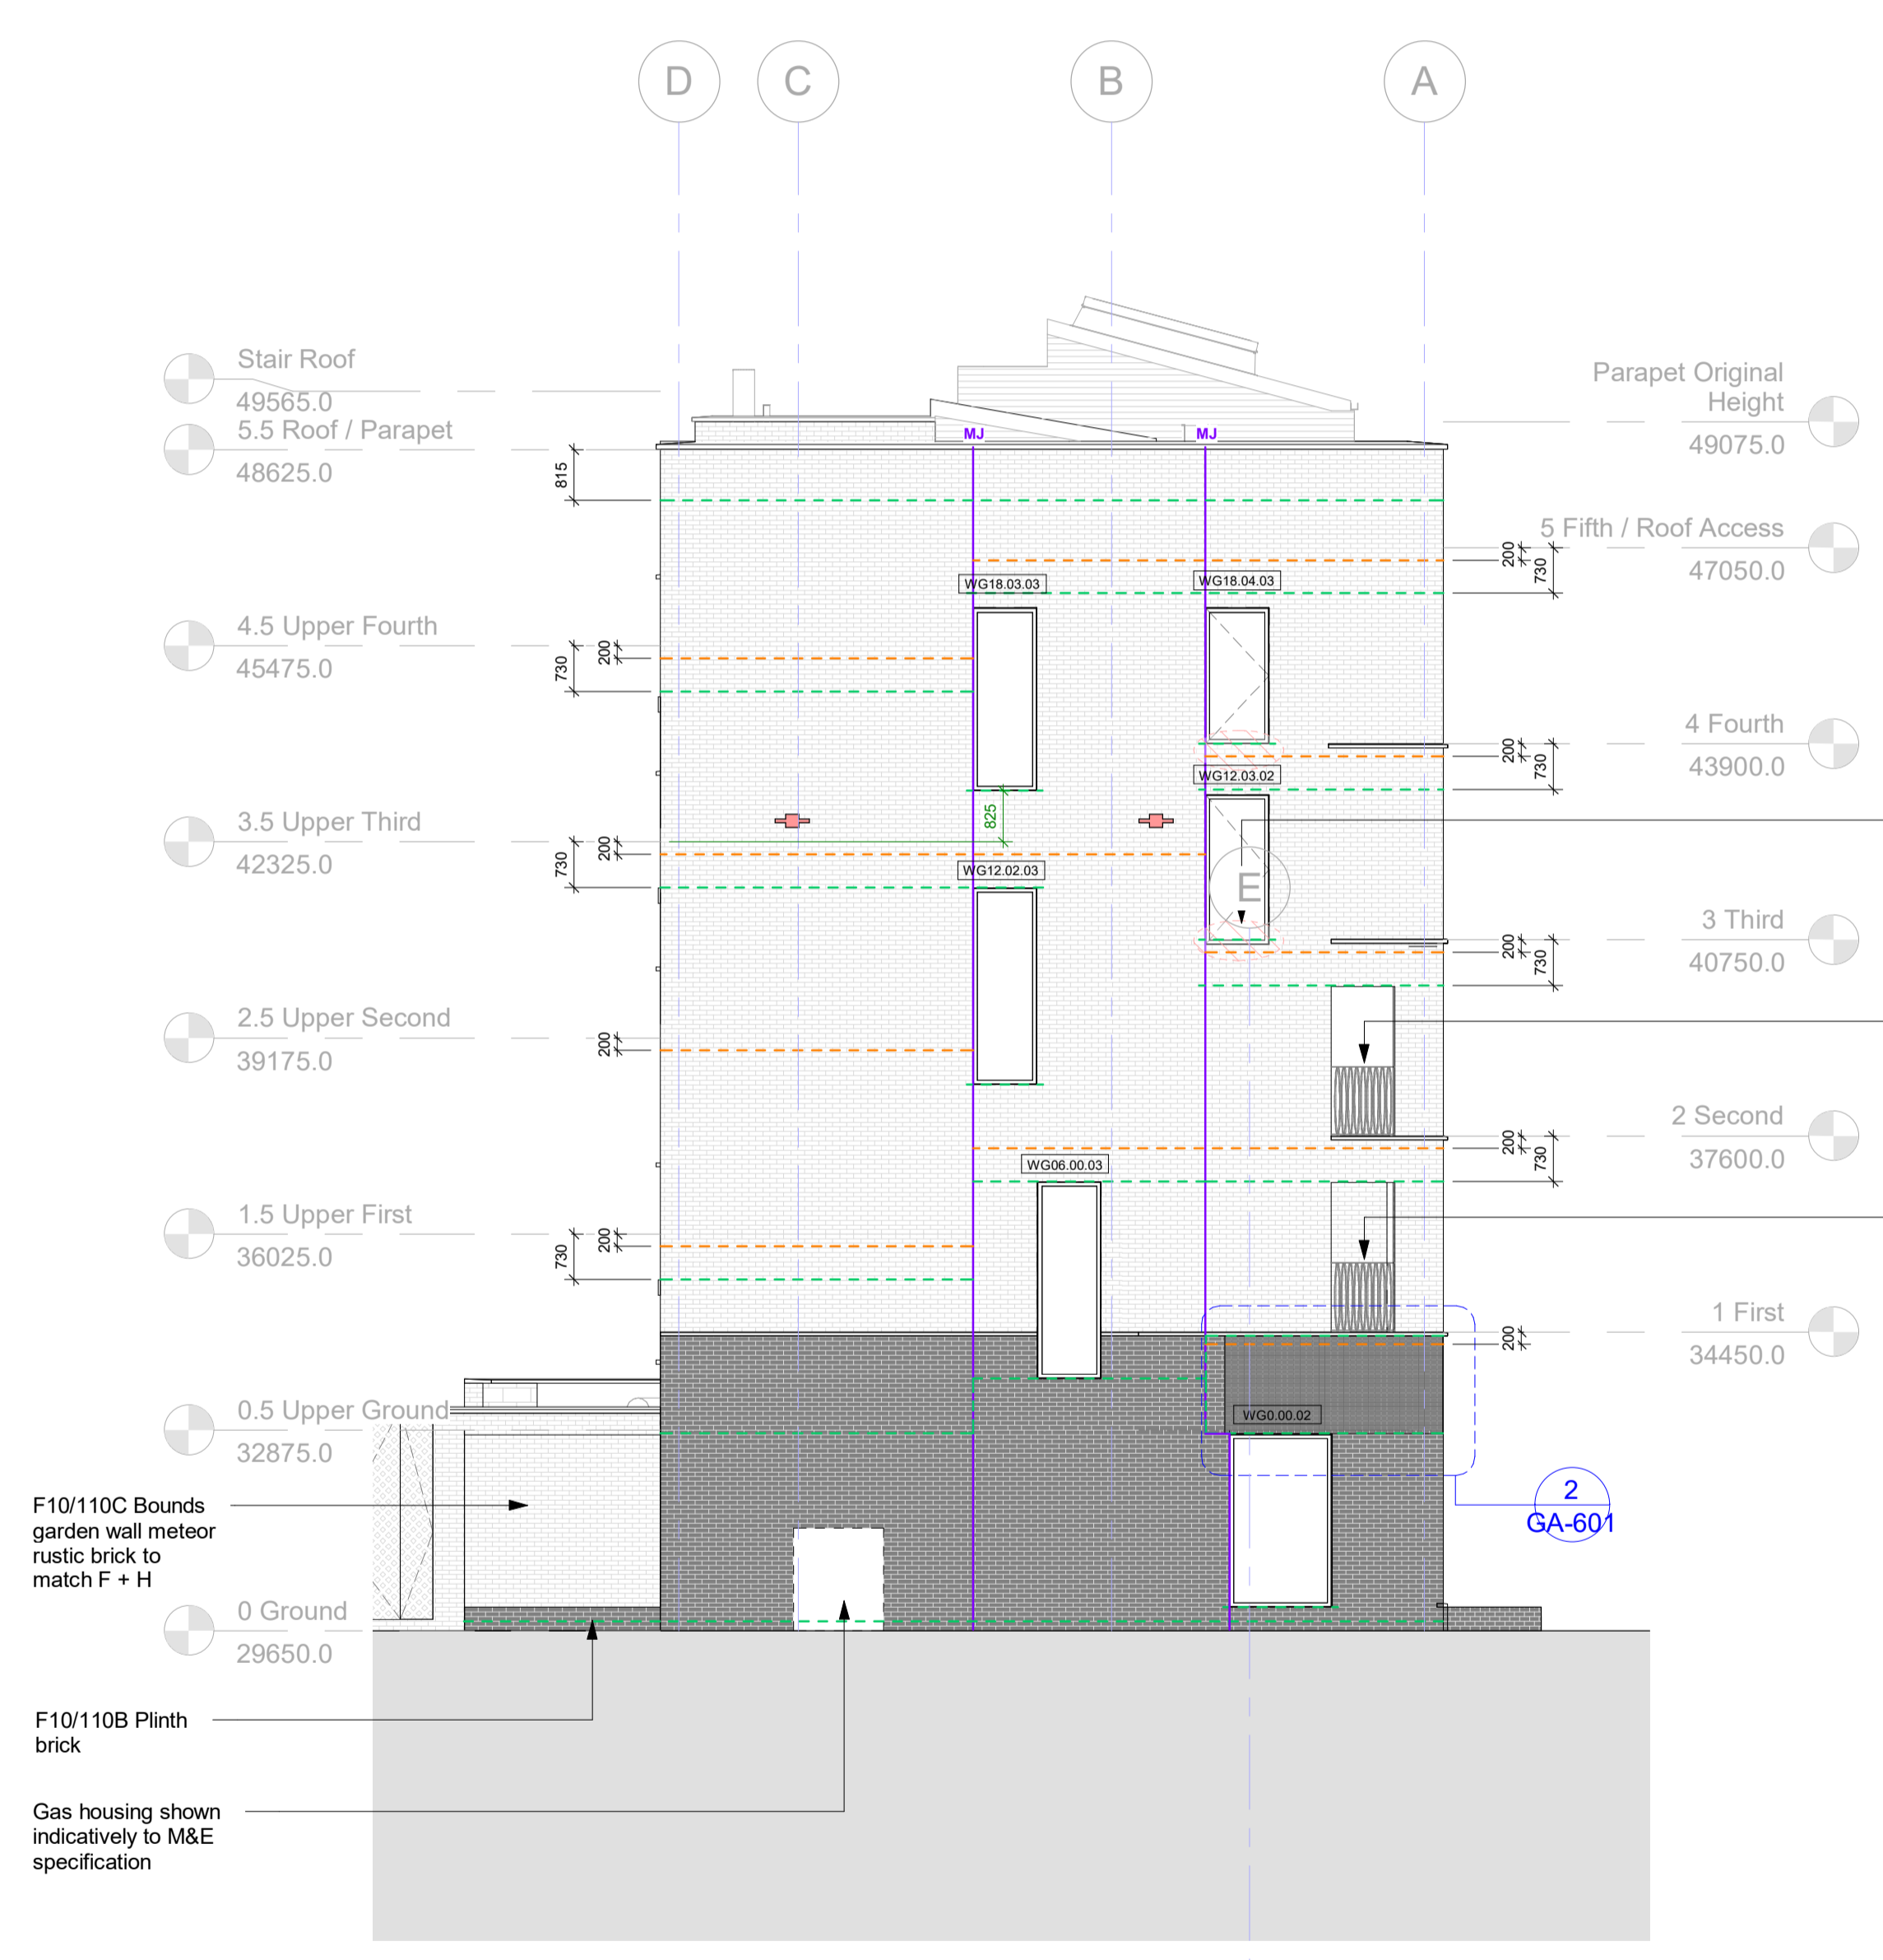 D
C
B
A
Stair Roof
49565.0
5.5 Roof / Parapet
48625.0
Parapet Original
Height
49075.0
MJ
MJ
815
5 Fifth / Roof Access
47050.0
200
730
WG18.03.03
WG18.04.03
4.5 Upper Fourth
45475.0
730
200
4 Fourth
43900.0
200
730
WG12.03.02
3.5 Upper Third
42325.0
730
200
825
WG12.02.03
E
3 Third
40750.0
200
730
2.5 Upper Second
39175.0
200
2 Second
37600.0
200
730
WG06.00.03
1.5 Upper First
36025.0
730
200
1 First
34450.0
200
0.5 Upper Ground
32875.0
WG0.00.02
2
GA-601
F10/110C Bounds
garden wall meteor
rustic brick to
match F + H
0 Ground
29650.0
F10/110B Plinth
brick
Gas housing shown
indicatively to M&E
specification